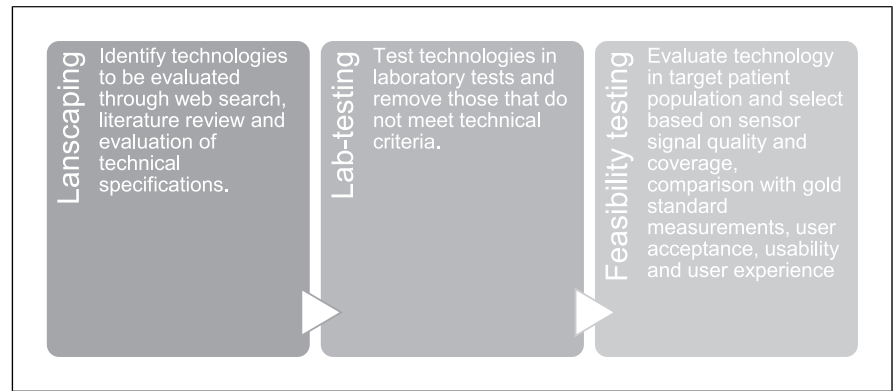 Lanscaping
Identify technologies
to be evaluated
through web search,
literature review and
evaluation of
technical
specifications.
Lab-testing
Test technologies in
laboratory tests and
remove those that do
not meet technical
criteria.
Feasibility testing
Evaluate technology
in target patient
population and select
based on sensor
signal quality and
coverage,
comparison with gold
standard
measurements, user
acceptance, usability
and user experience